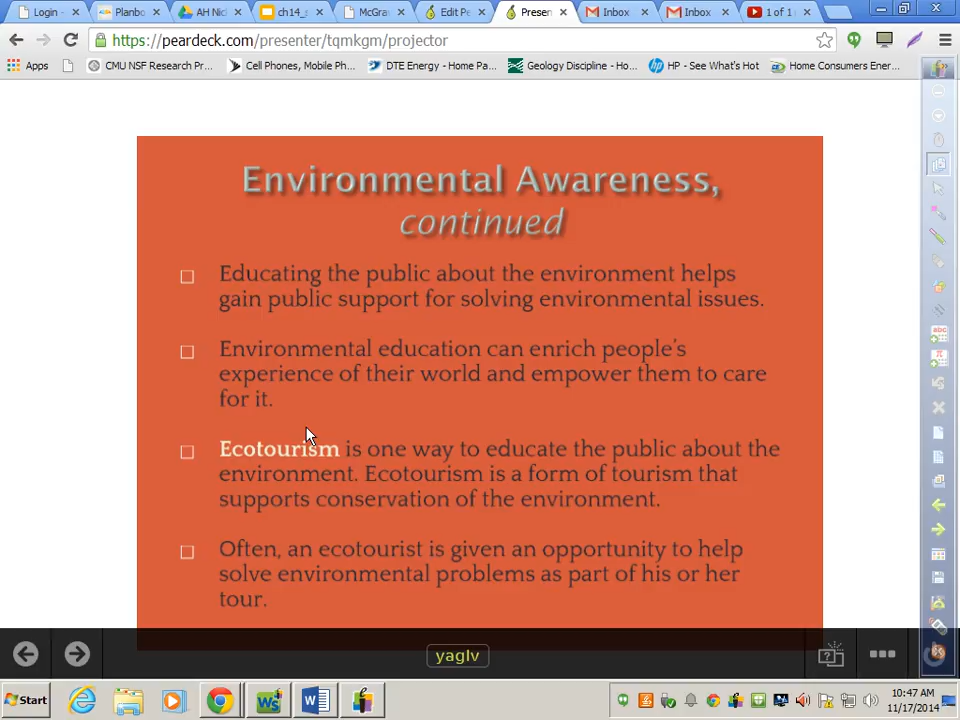 Login -
Planbo
AH Nic
ch14_
McGra
Edit Pe
Presen
Inbox
Inbox
1 of 1
https://peardeck.com/presenter/tqmkgm/projector
Apps
CMU NSF Research Pr...
Cell Phones, Mobile Ph...
DTE Energy - Home Pa...
Geology Discipline - Ho...
HP - See What's Hot
Home Consumers Ener...
Environmental Awareness,
continued
Educating the public about the environment helps
gain public support for solving environmental issues.
Environmental education can enrich people's
experience of their world and empower them to care
for it.
Ecotourism is one way to educate the public about the
environment. Ecotourism is a form of tourism that
supports conservation of the environment.
Often, an ecotourist is given an opportunity to help
solve environmental problems as part of his or her
tour.
abc
π
yaglv
Start
10:47 AM
11/17/2014